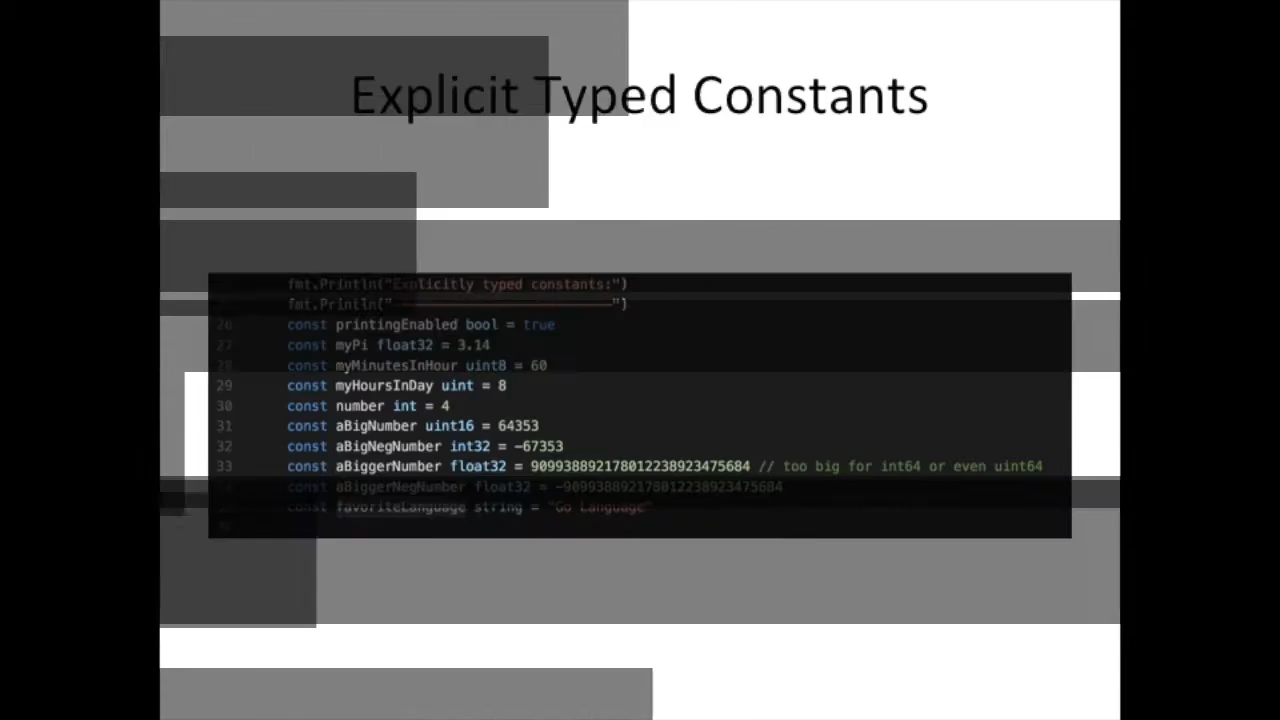 Explicit Typed Constants
fmt.Println("Explicitly typed constants:")
fmt.Println("—————————————")
26 const printingEnabled bool = true
27 const myPi float32 = 3.14
28 const myMinutesInHour uint8 = 60
29 const myHoursInDay uint = 8
30 const number int = 4
31 const aBigNumber uint16 = 64353
32 const aBigNegNumber int32 = -67353
33 const aBiggerNumber float32 = 909938892178012238923475684 // too big for int64 or even uint64
const aBiggerNegNumber float32 = -909938892178012238923475684
const favoriteLanguage string = "Go Language"